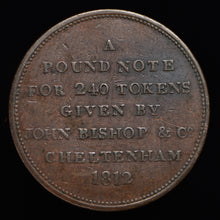 A
POUND NOTE
FOR 240 TOKENS
GIVEN BY
JOHN BISHOP & Co
CHELTENHAM
1812